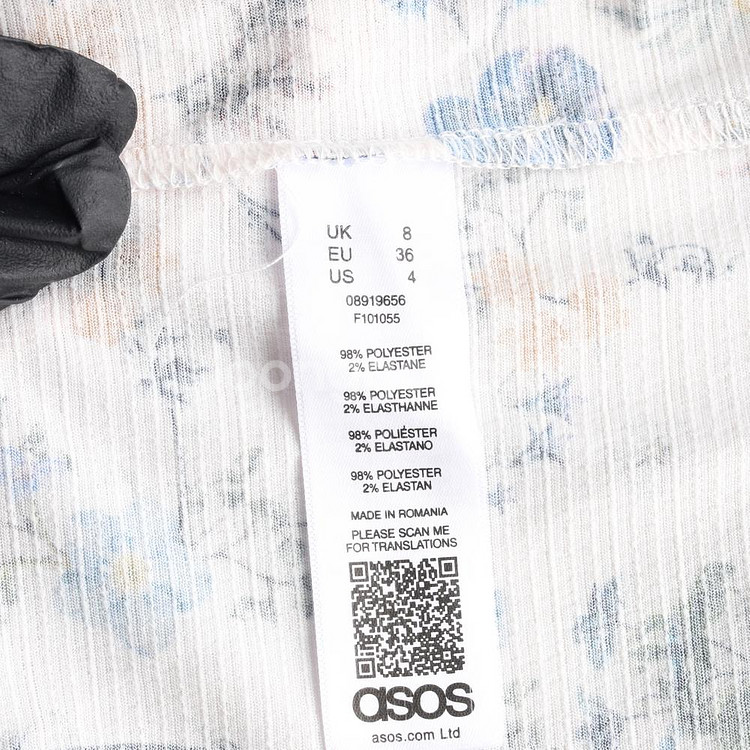 UK 8
EU 36
US 4
08919656
F101055
98% POLYESTER
2% ELASTANE
98% POLYESTER
2% ELASTHANNE
98% POLIÉSTER
2% ELASTANO
98% POLYESTER
2% ELASTAN
MADE IN ROMANIA
PLEASE SCAN ME
FOR TRANSLATIONS
asos
asos.com Ltd